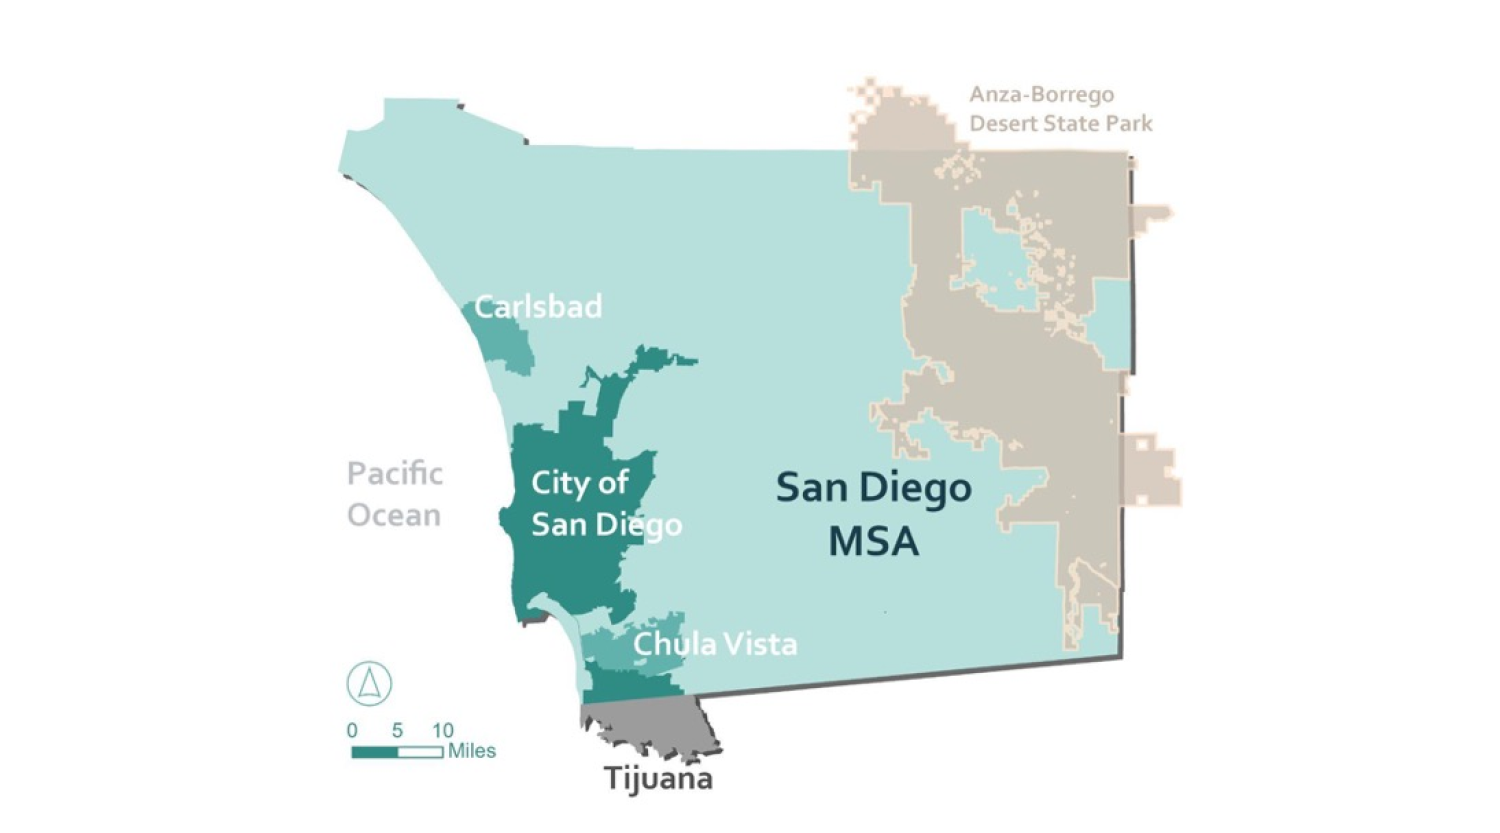 Anza-Borrego
Desert State Park
Carlsbad
Pacific
Ocean
City of
San Diego
San Diego
MSA
Chula Vista
0 5 10
Miles
Tijuana